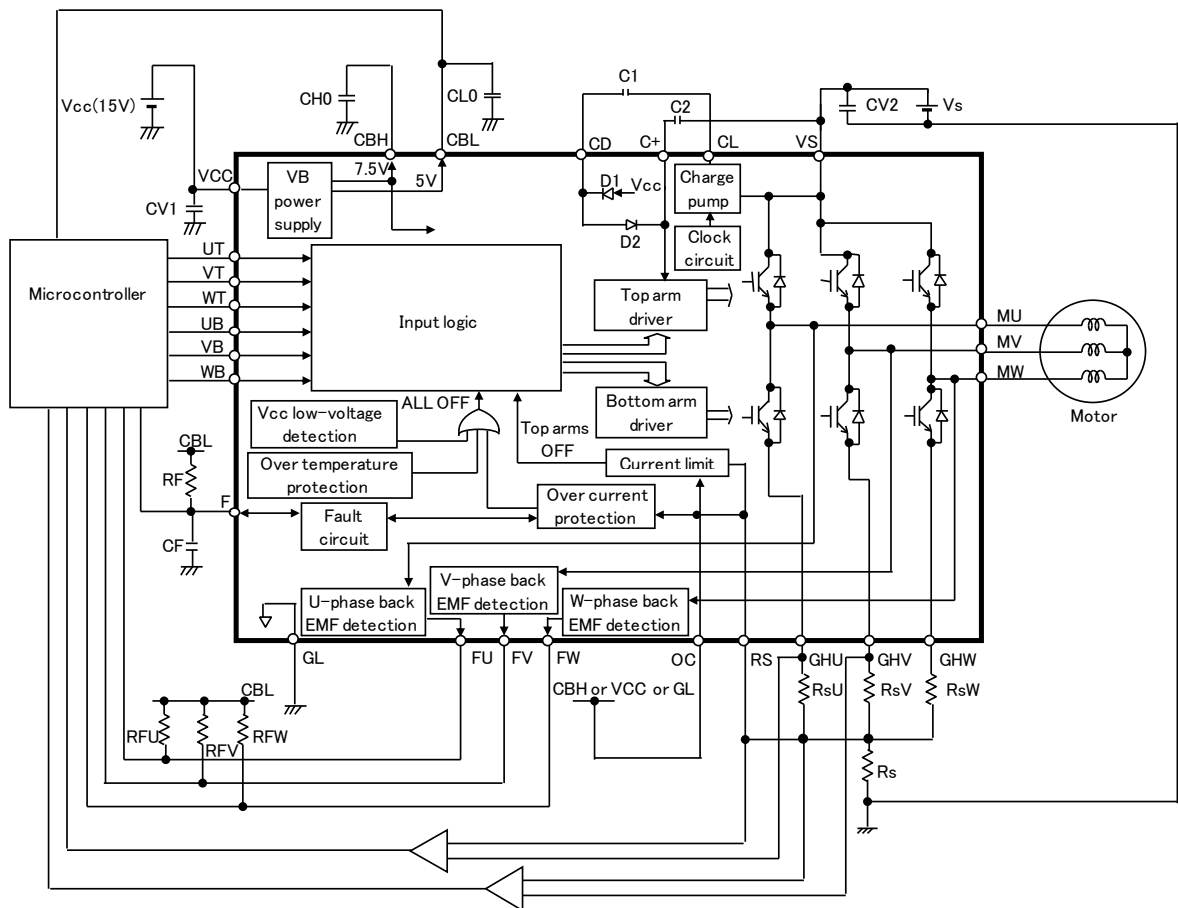 Vcc(15V)
CH0
CL0
C1
C2
CV2
Vs
CBH
CBL
CD
C+
CL
VS
VCC
7.5V
5V
VB
power
supply
D1
Vcc
D2
Charge
pump
Clock
circuit
CV1
Microcontroller
UT
VT
WT
UB
VB
WB
Input logic
Top arm
driver
Bottom arm
driver
MU
MV
MW
Motor
ALL OFF
Vcc low-voltage
detection
Over temperature
protection
Top arms
OFF
Current limit
Over current
protection
CBL
RF
F
CF
Fault
circuit
U-phase back
EMF detection
V-phase back
EMF detection
W-phase back
EMF detection
GL
FU
FV
FW
OC
RS
GHU
GHV
GHW
CBL
RFU
RFV
RFW
CBH or VCC or GL
RsU
RsV
RsW
Rs